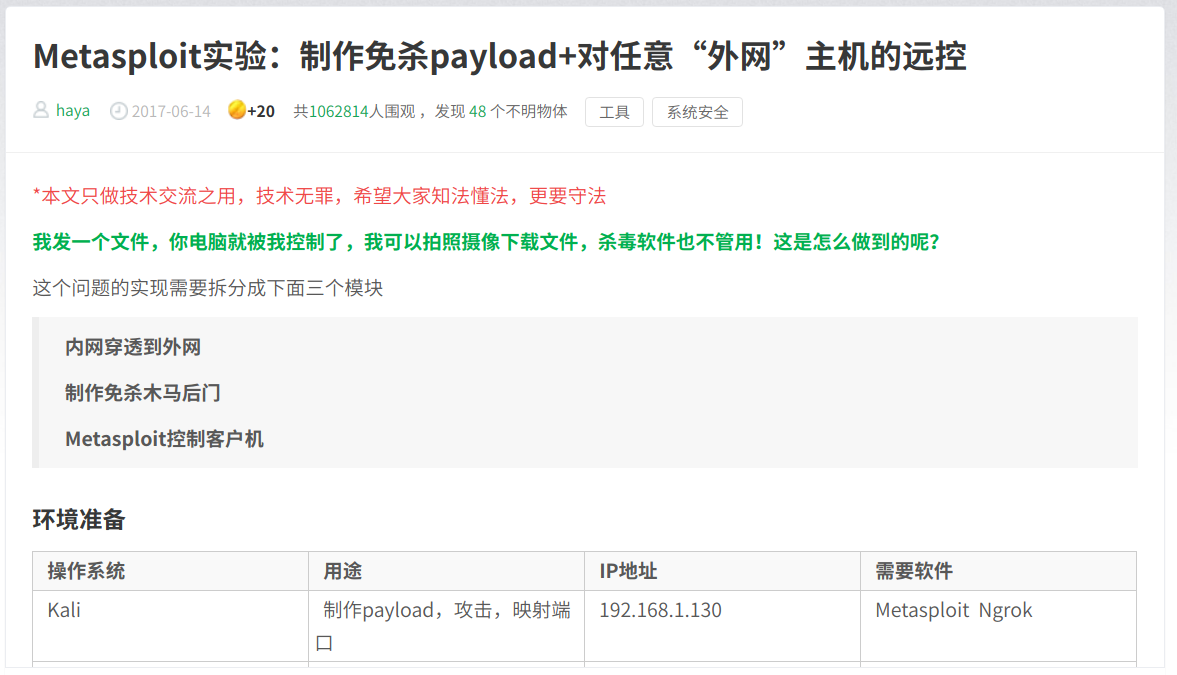 Metasploit实验：制作免杀payload+对任意“外网”主机的远控
haya 2017-06-14 +20 共1062814人围观 ，发现 48 个不明物体 工具 系统安全
*本文只做技术交流之用，技术无罪，希望大家知法懂法，更要守法
我发一个文件，你电脑就被我控制了，我可以拍照摄像下载文件，杀毒软件也不管用！这是怎么做到的呢？
这个问题的实现需要拆分成下面三个模块
内网穿透到外网
制作免杀木马后门
Metasploit控制客户机
环境准备
操作系统 用途 IP地址 需要软件
Kali 制作payload，攻击，映射端 192.168.1.130 Metasploit Ngrok
口